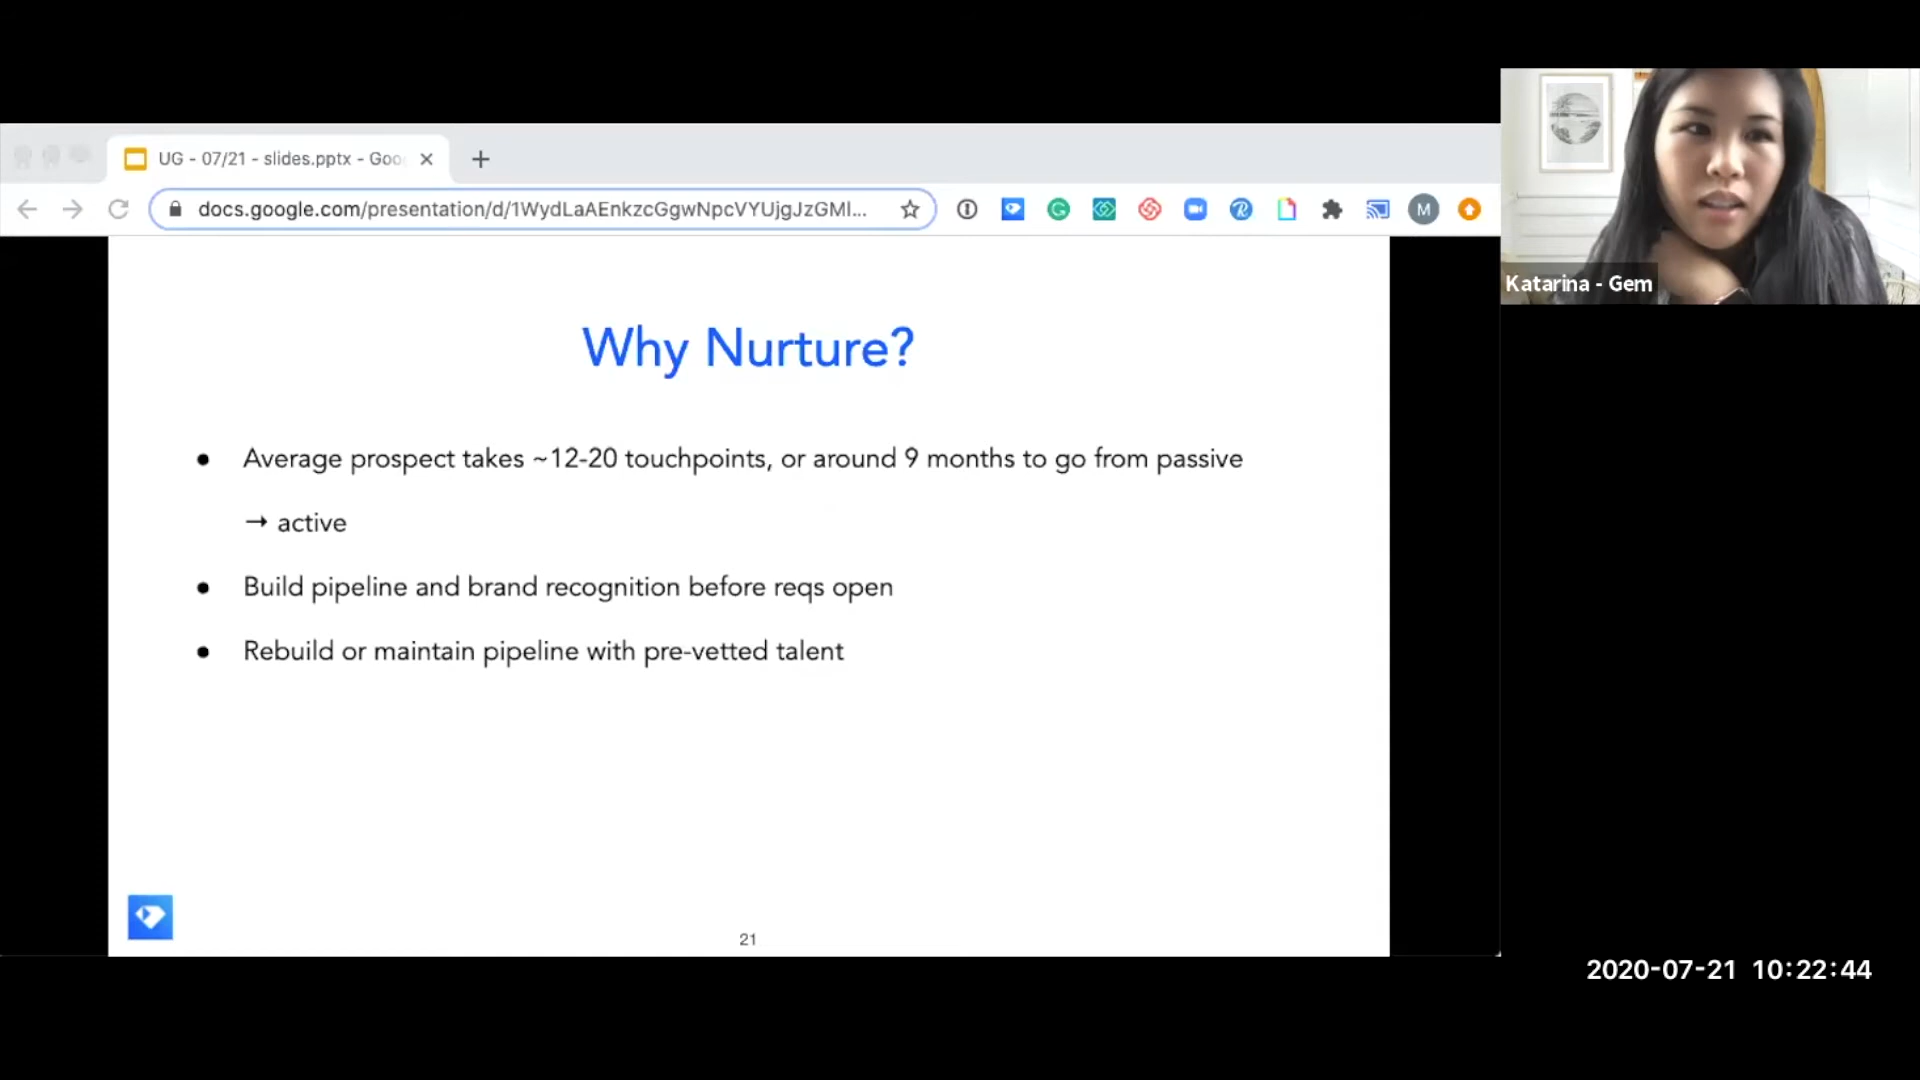 UG - 07/21 - slides.pptx - Goo
docs.google.com/presentation/d/1WydLaAEnkzcGgwNpcVYUjgJzGMl...
M
Katarina - Gem
Why Nurture?
● Average prospect takes ~12-20 touchpoints, or around 9 months to go from passive
→ active
● Build pipeline and brand recognition before reqs open
● Rebuild or maintain pipeline with pre-vetted talent
21
2020-07-21 10:22:44